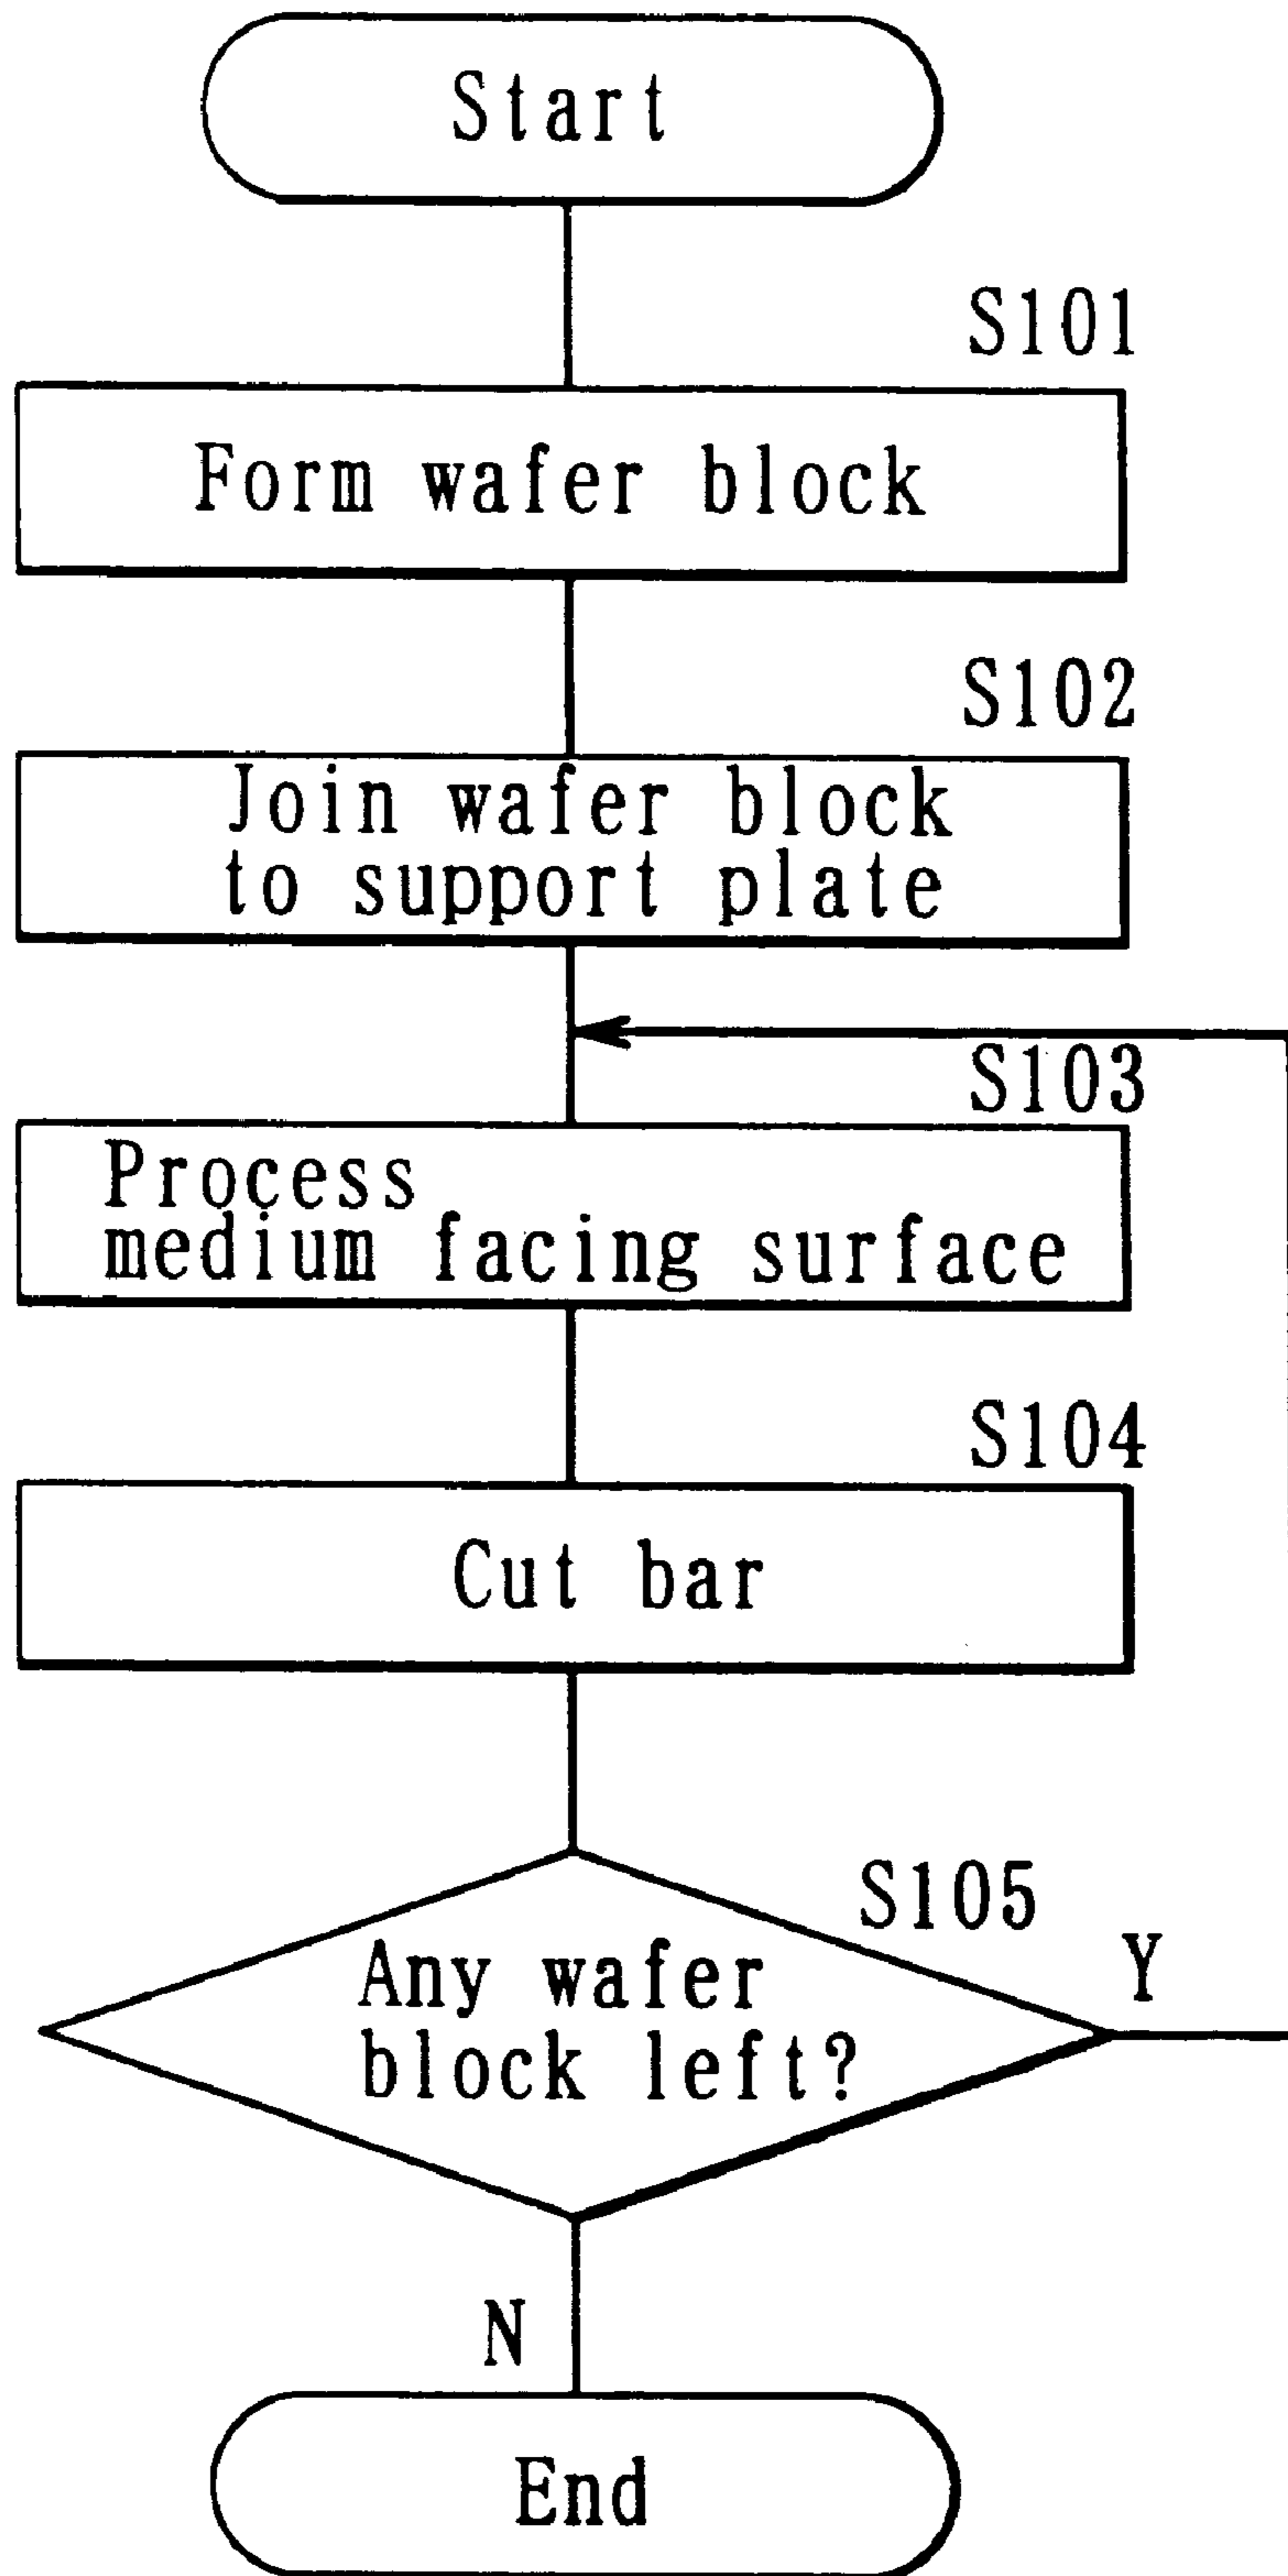 Start
S101
Form wafer block
S102
Join wafer block
to support plate
S103
Process
medium facing surface
S104
Cut bar
S105
Any wafer
block left?
Y
N
End